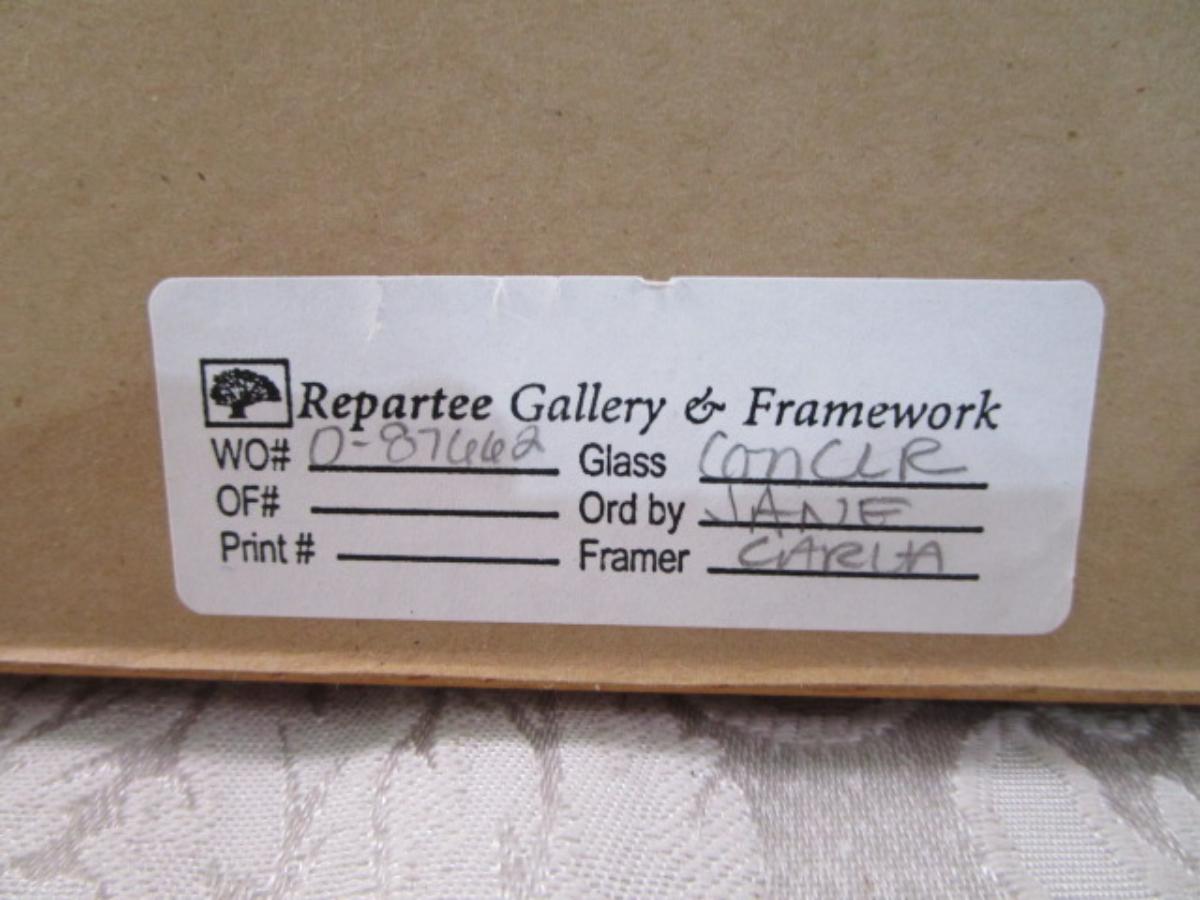 Repartee Gallery & Framework
WO# 0-87662 Glass CONCLR
OF# Ord by JANE
Print # Framer CARLA